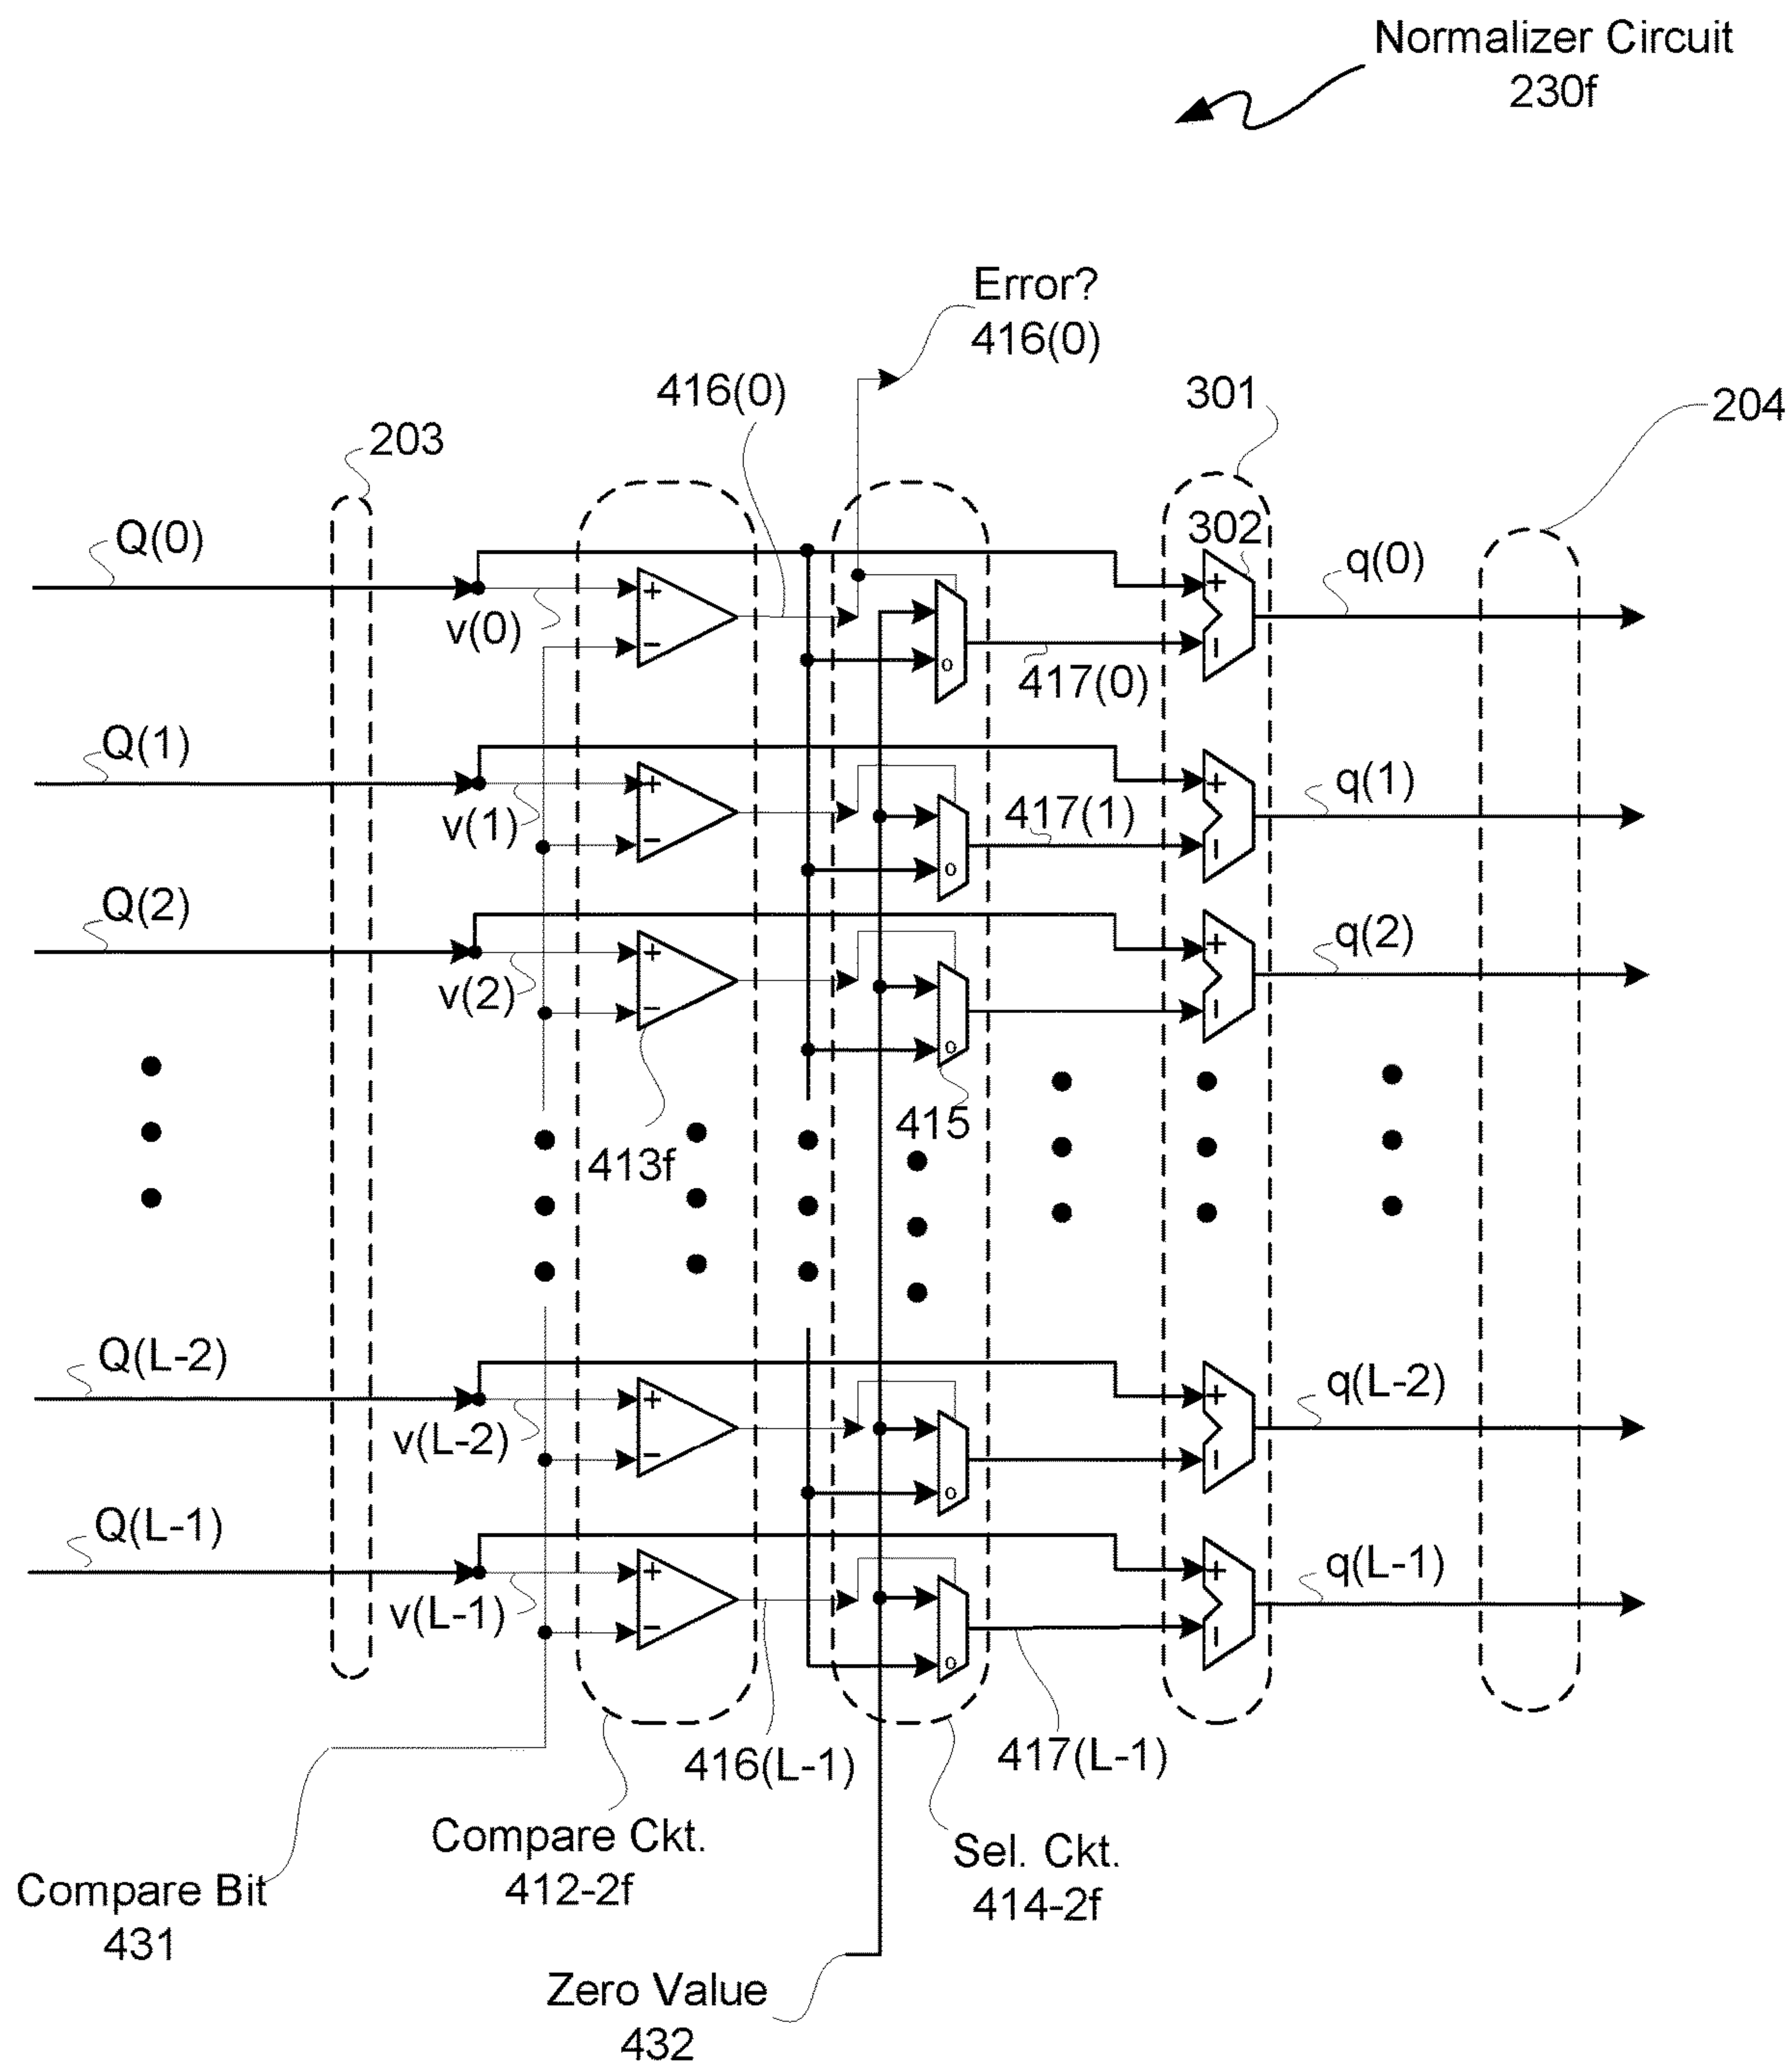 Normalizer Circuit
230f
Error?
416(0)
416(0)
301
204
203
302
Q(0)
q(0)
v(0)
+
−
+
−
o
417(0)
Q(1)
q(1)
v(1)
+
−
+
−
o
417(1)
Q(2)
q(2)
v(2)
+
−
+
−
o
415
413f
Q(L-2)
q(L-2)
v(L-2)
+
−
+
−
o
Q(L-1)
q(L-1)
v(L-1)
+
−
+
−
o
416(L-1)
417(L-1)
Compare Ckt.
412-2f
Sel. Ckt.
414-2f
Compare Bit
431
Zero Value
432